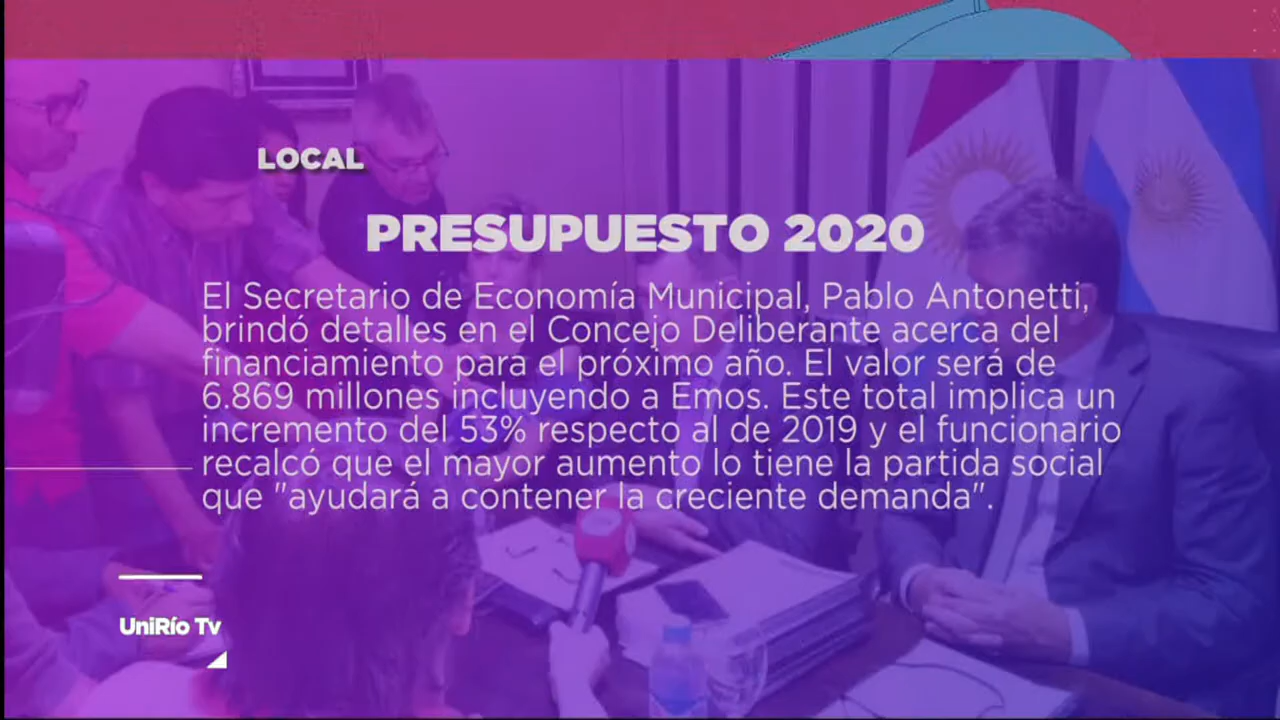 LOCAL
PRESUPUESTO 2020
El Secretario de Economía Municipal, Pablo Antonetti,
brindó detalles en el Concejo Deliberante acerca del
financiamiento para el próximo año. El valor será de
6.869 millones incluyendo a Emos. Este total implica un
incremento del 53% respecto al de 2019 y el funcionario
recalcó que el mayor aumento lo tiene la partida social
que "ayudará a contener la creciente demanda".
UniRío Tv